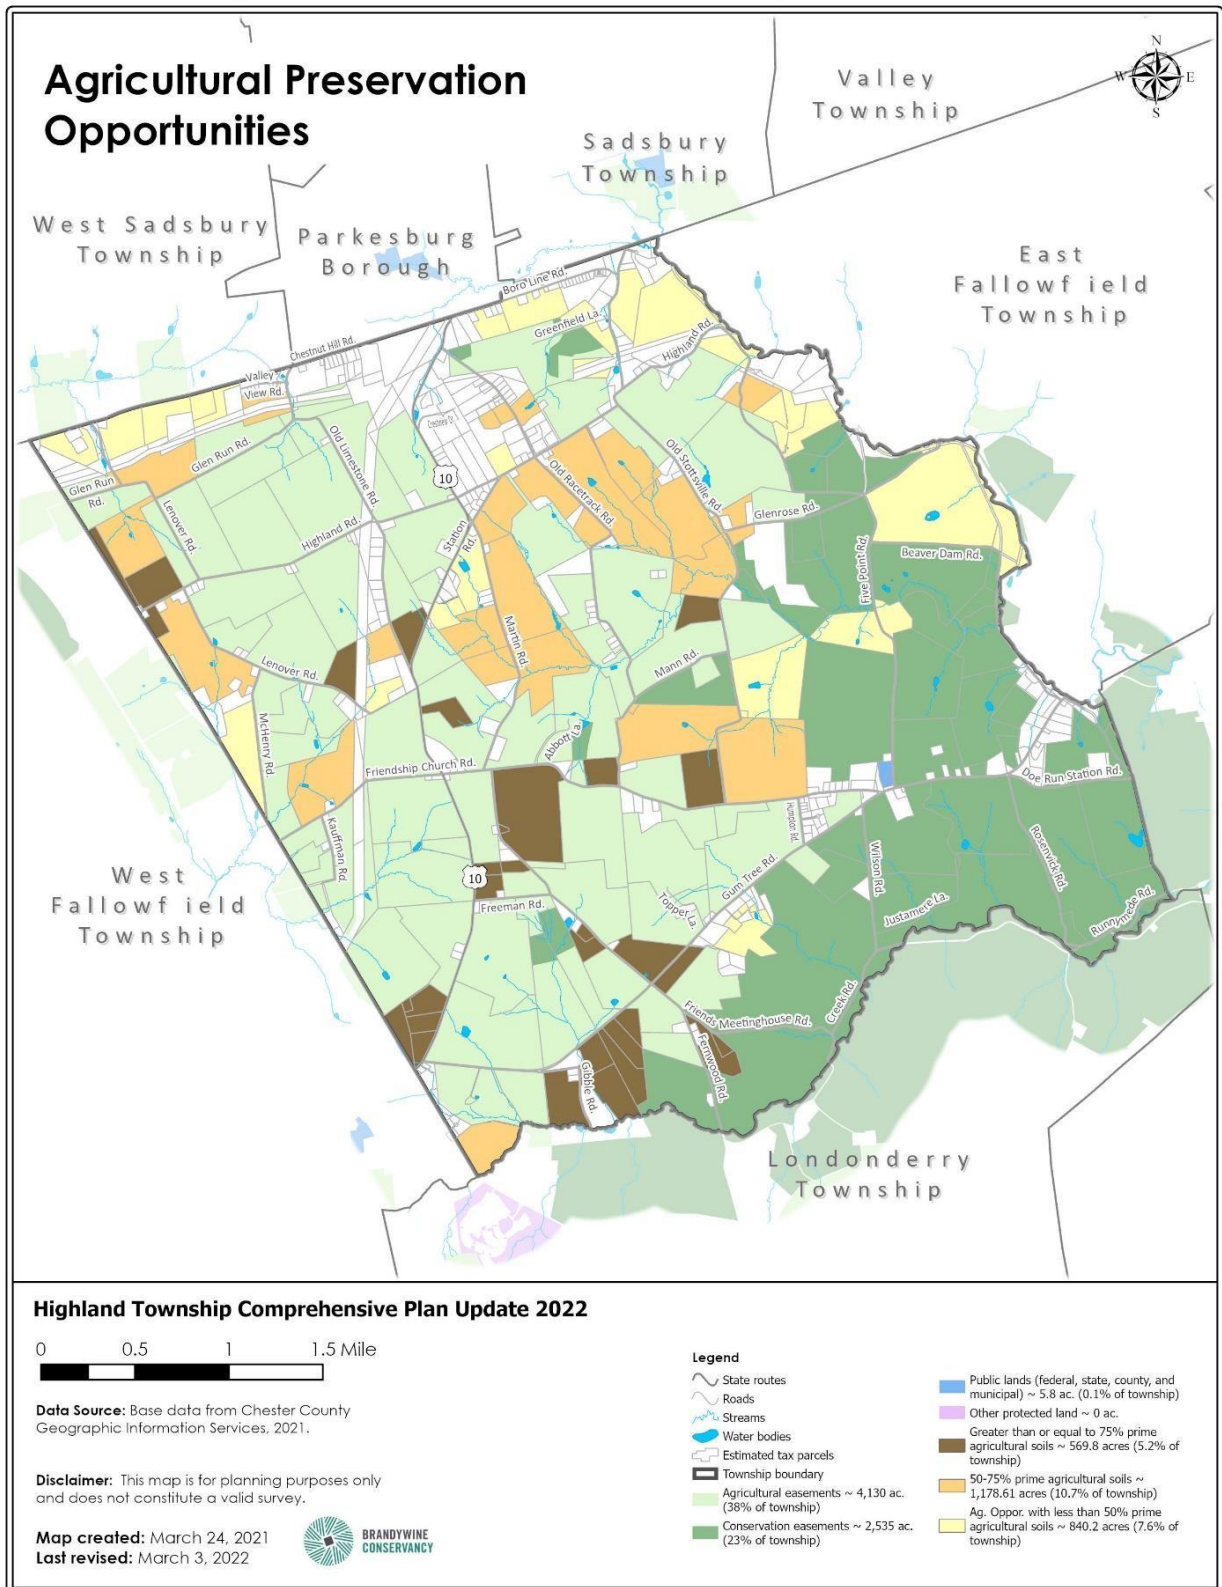 Agricultural Preservation
Opportunities
N
W
E
S
Valley
Township
Sadsbury
Township
West Sadsbury
Township
Parkesburg
Borough
East
Fallowfield
Township
Boro Line Rd.
Greenfield La.
Chestnut Hill Rd.
Highland Rd.
Valley
View Rd.
Glen Run Rd.
Old Limestone Rd.
10
Old Racetrack Rd.
Old Stottsville Rd.
Glen Run
Rd.
Lenover Rd.
Highland Rd.
Station
Rd.
Glenrose Rd.
Five Point Rd.
Beaver Dam Rd.
Martin Rd.
Lenover Rd.
Mann Rd.
McHenry Rd.
Abbott La.
Friendship Church Rd.
Doe Run Station Rd.
Kauffman Rd.
Humpton Rd.
Wilson Rd.
Rosenvick Rd.
West
Fallowfield
Township
10
Gum Tree Rd.
Freeman Rd.
Topper La.
Justamere La.
Runnymede Rd.
Creek Rd.
Friends Meetinghouse Rd.
Fernwood Rd.
Gibble Rd.
Londonderry
Township
Highland Township Comprehensive Plan Update 2022
0 0.5 1 1.5 Mile
Data Source: Base data from Chester County
Geographic Information Services, 2021.
Disclaimer: This map is for planning purposes only
and does not constitute a valid survey.
Map created: March 24, 2021
Last revised: March 3, 2022
BRANDYWINE
CONSERVANCY
Legend
State routes
Roads
Streams
Water bodies
Estimated tax parcels
Township boundary
Agricultural easements ~ 4,130 ac.
(38% of township)
Conservation easements ~ 2,535 ac.
(23% of township)
Public lands (federal, state, county, and
municipal) ~ 5.8 ac. (0.1% of township)
Other protected land ~ 0 ac.
Greater than or equal to 75% prime
agricultural soils ~ 569.8 acres (5.2% of
township)
50-75% prime agricultural soils ~
1,178.61 acres (10.7% of township)
Ag. Oppor. with less than 50% prime
agricultural soils ~ 840.2 acres (7.6% of
township)